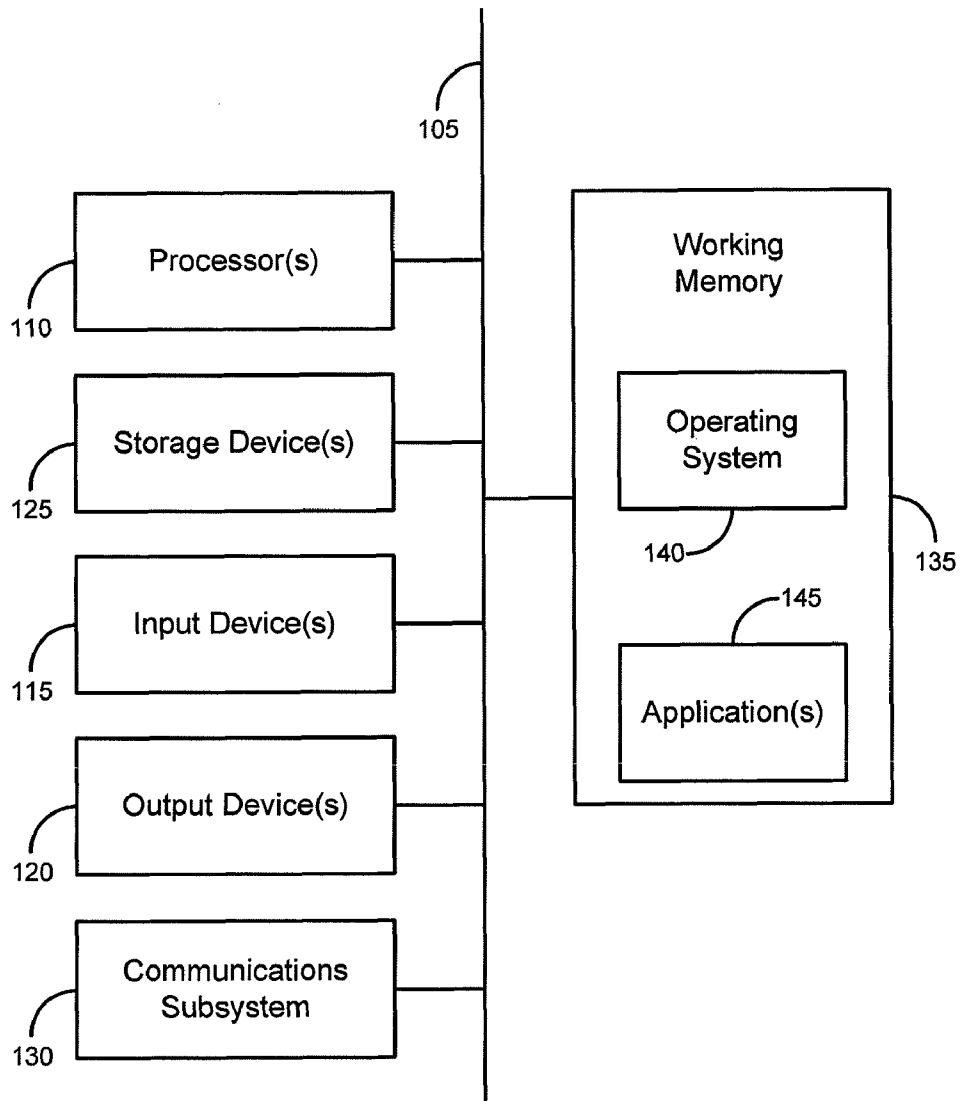 105
Processor(s)
110
Storage Device(s)
125
Input Device(s)
115
Output Device(s)
120
Communications
Subsystem
130
Working
Memory
Operating
System
140
135
145
Application(s)